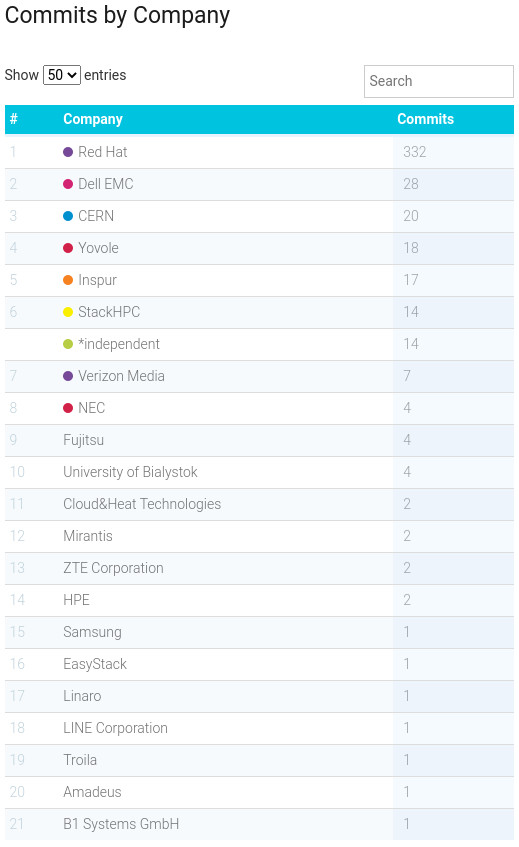 Commits by Company
Show 50 entries Search
# Company Commits
1 Red Hat 332
2 Dell EMC 28
3 CERN 20
4 Yovole 18
5 Inspur 17
6 StackHPC 14
*independent 14
7 Verizon Media 7
8 NEC 4
9 Fujitsu 4
10 University of Bialystok 4
11 Cloud&Heat Technologies 2
12 Mirantis 2
13 ZTE Corporation 2
14 HPE 2
15 Samsung 1
16 EasyStack 1
17 Linaro 1
18 LINE Corporation 1
19 Troila 1
20 Amadeus 1
21 B1 Systems GmbH 1